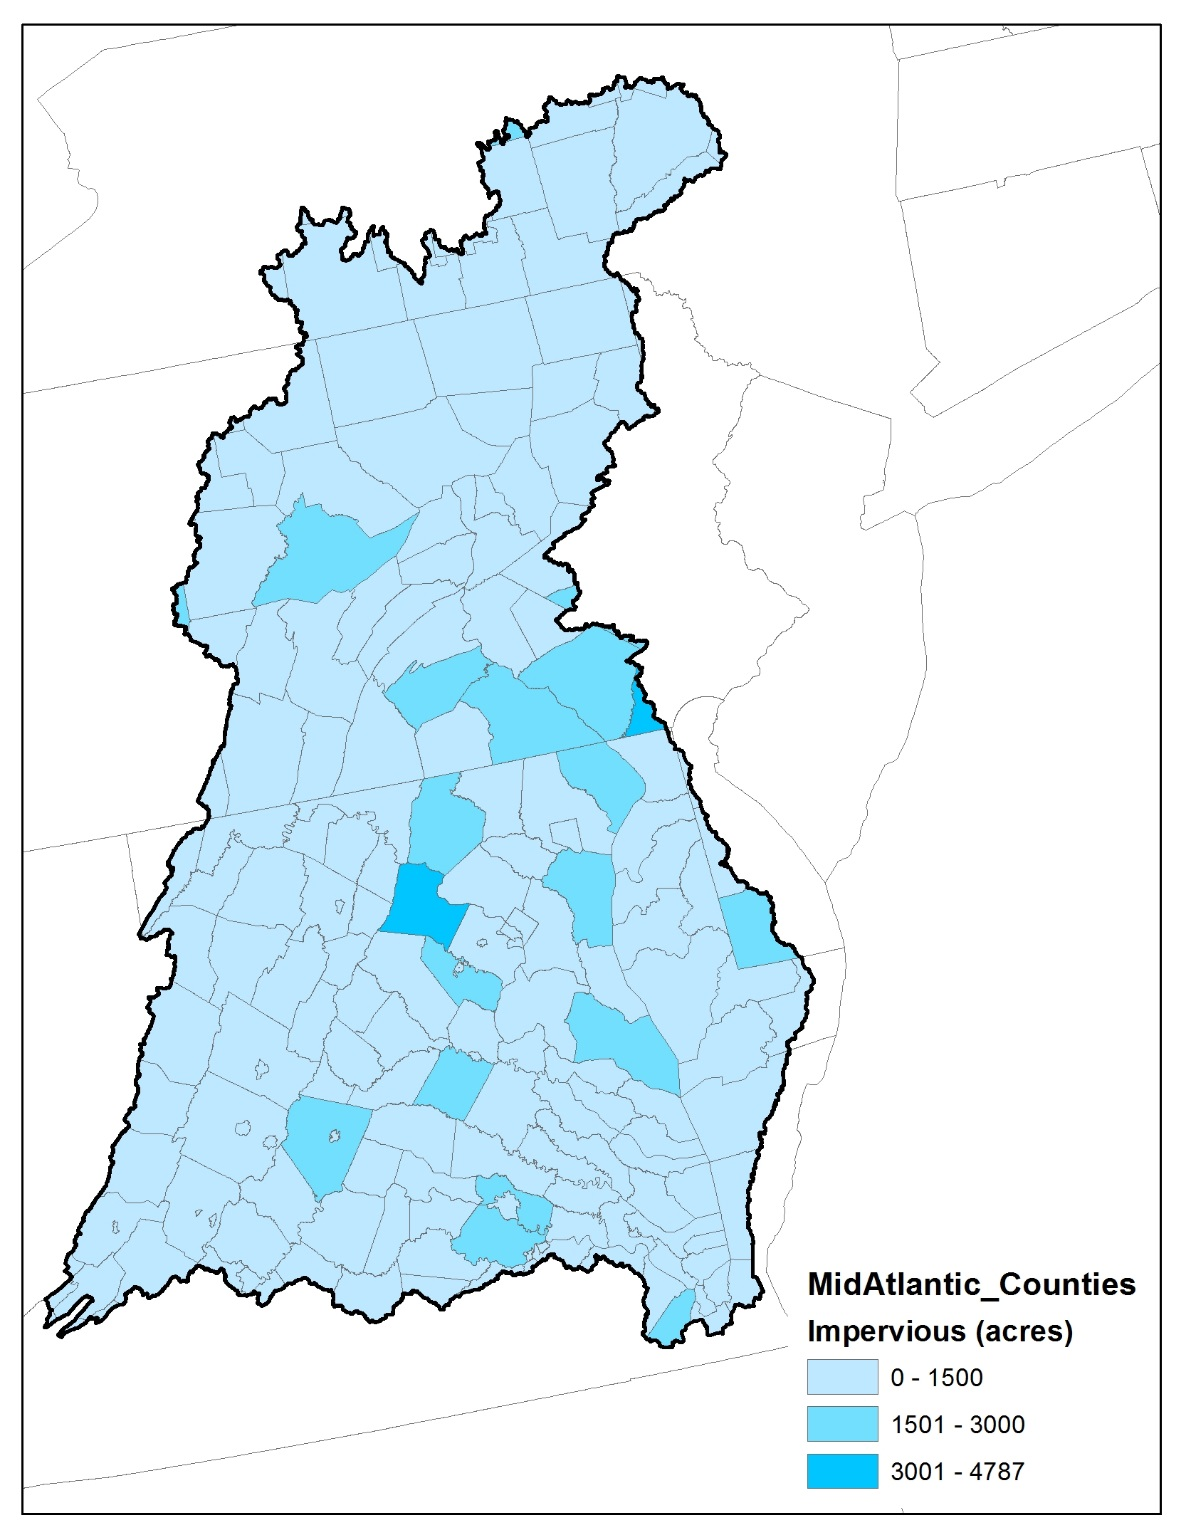 MidAtlantic_Counties
Impervious (acres)
0 - 1500
1501 - 3000
3001 - 4787